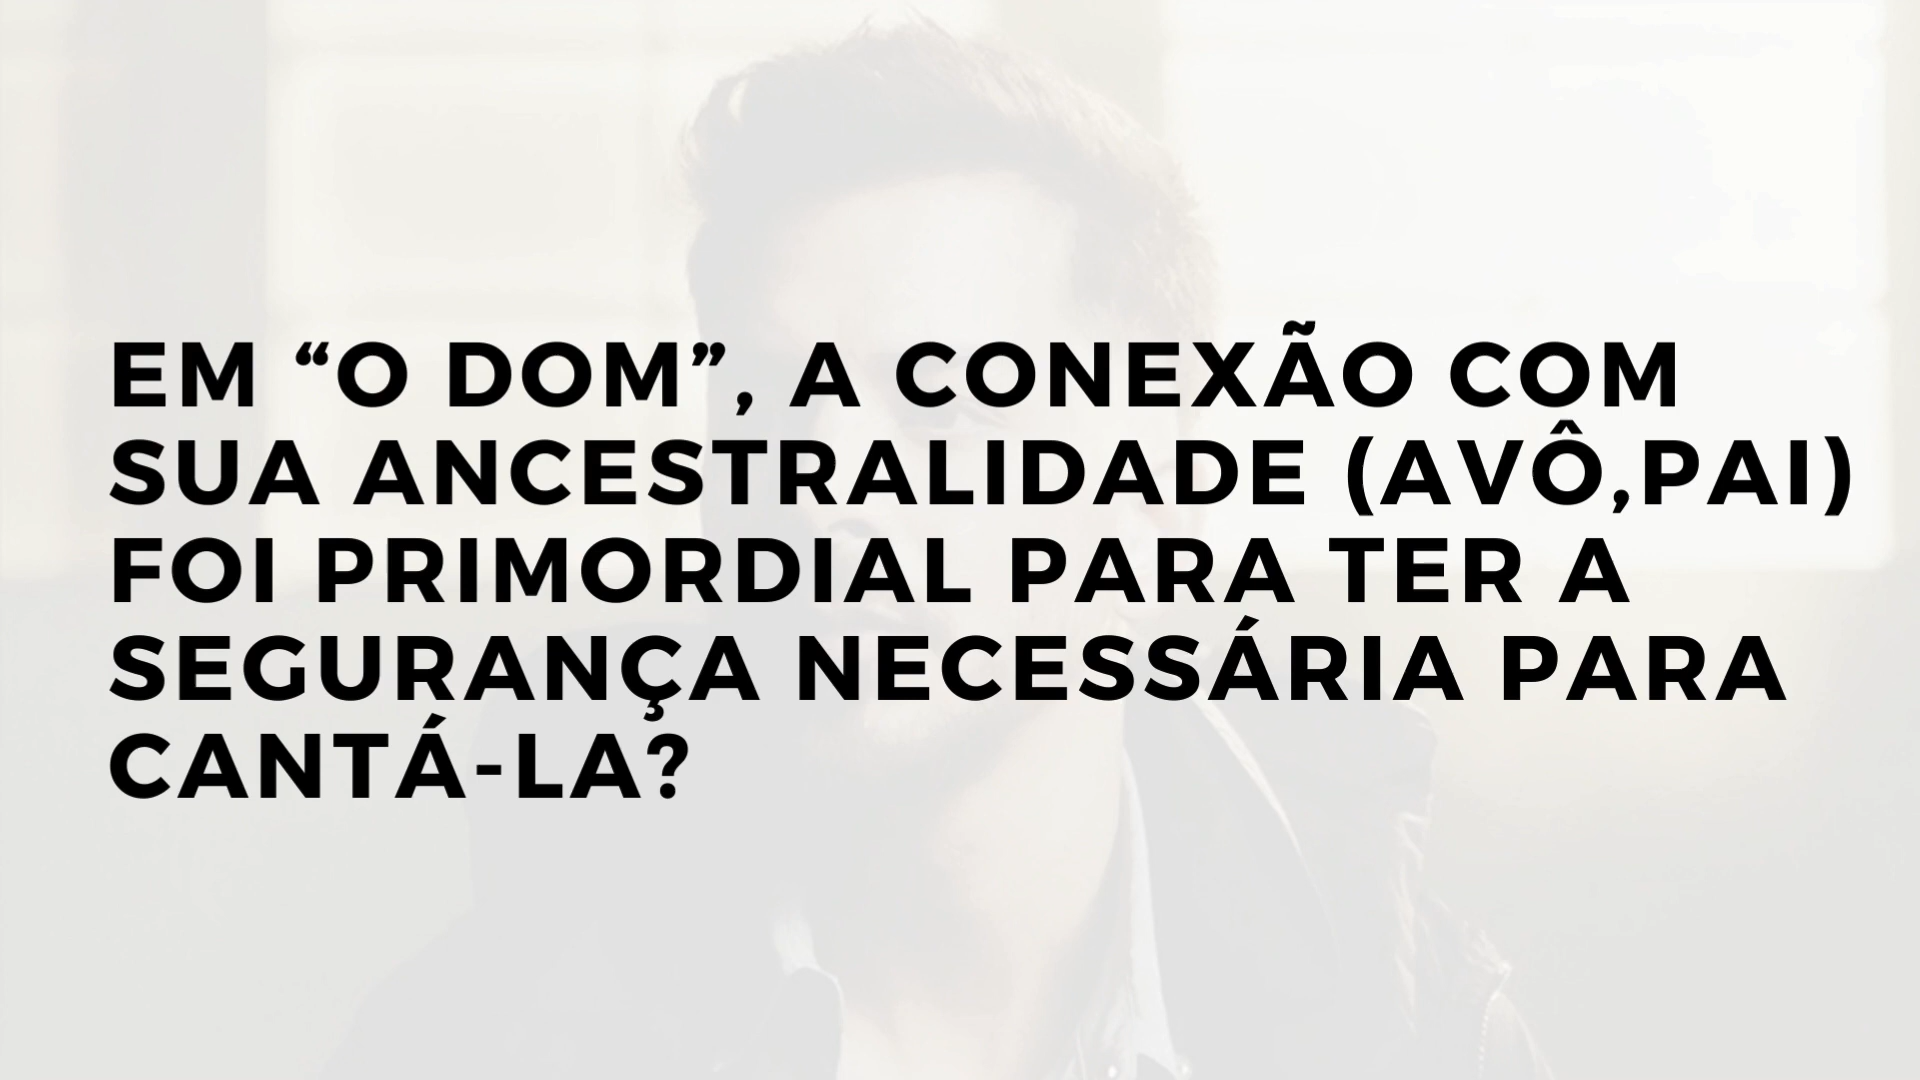 EM “O DOM”, A CONEXÃO COM
SUA ANCESTRALIDADE (AVÔ,PAI)
FOI PRIMORDIAL PARA TER A
SEGURANÇA NECESSÁRIA PARA
CANTÁ-LA?